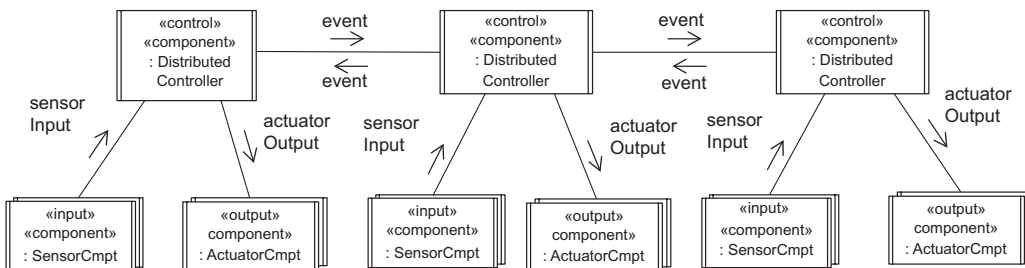 «control»
«component»
: Distributed
Controller
event
event
«control»
«component»
: Distributed
Controller
event
event
«control»
«component»
: Distributed
Controller
sensor
Input
actuator
Output
sensor
Input
actuator
Output
sensor
Input
actuator
Output
«input»
«component»
: SensorCmpt
«output»
component»
: ActuatorCmpt
«input»
«component»
: SensorCmpt
«output»
component»
: ActuatorCmpt
«input»
«component»
: SensorCmpt
«output»
component»
: ActuatorCmpt